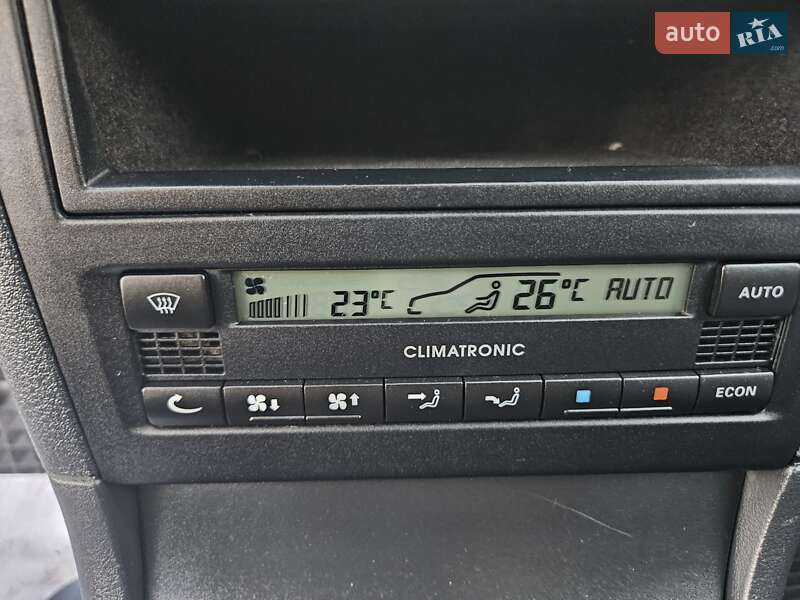 auto RIA
.com
23°C 26°C AUTO
AUTO
CLIMATRONIC
ECON